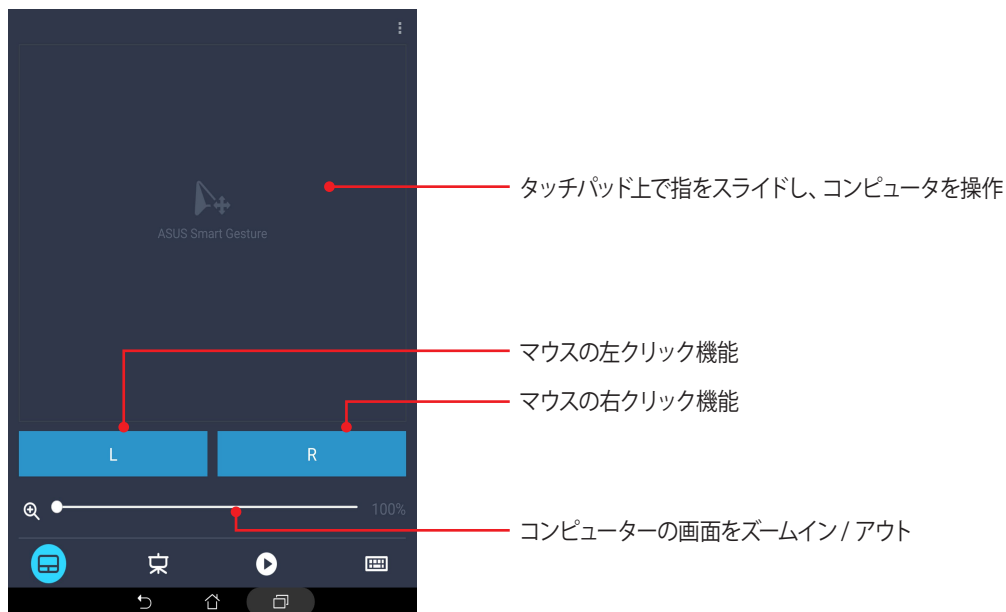 タッチパッド上で指をスライドし、コンピュータを操作
ASUS Smart Gesture
マウスの左クリック機能
マウスの右クリック機能
L
R
100%
コンピューターの画面をズームイン / アウト